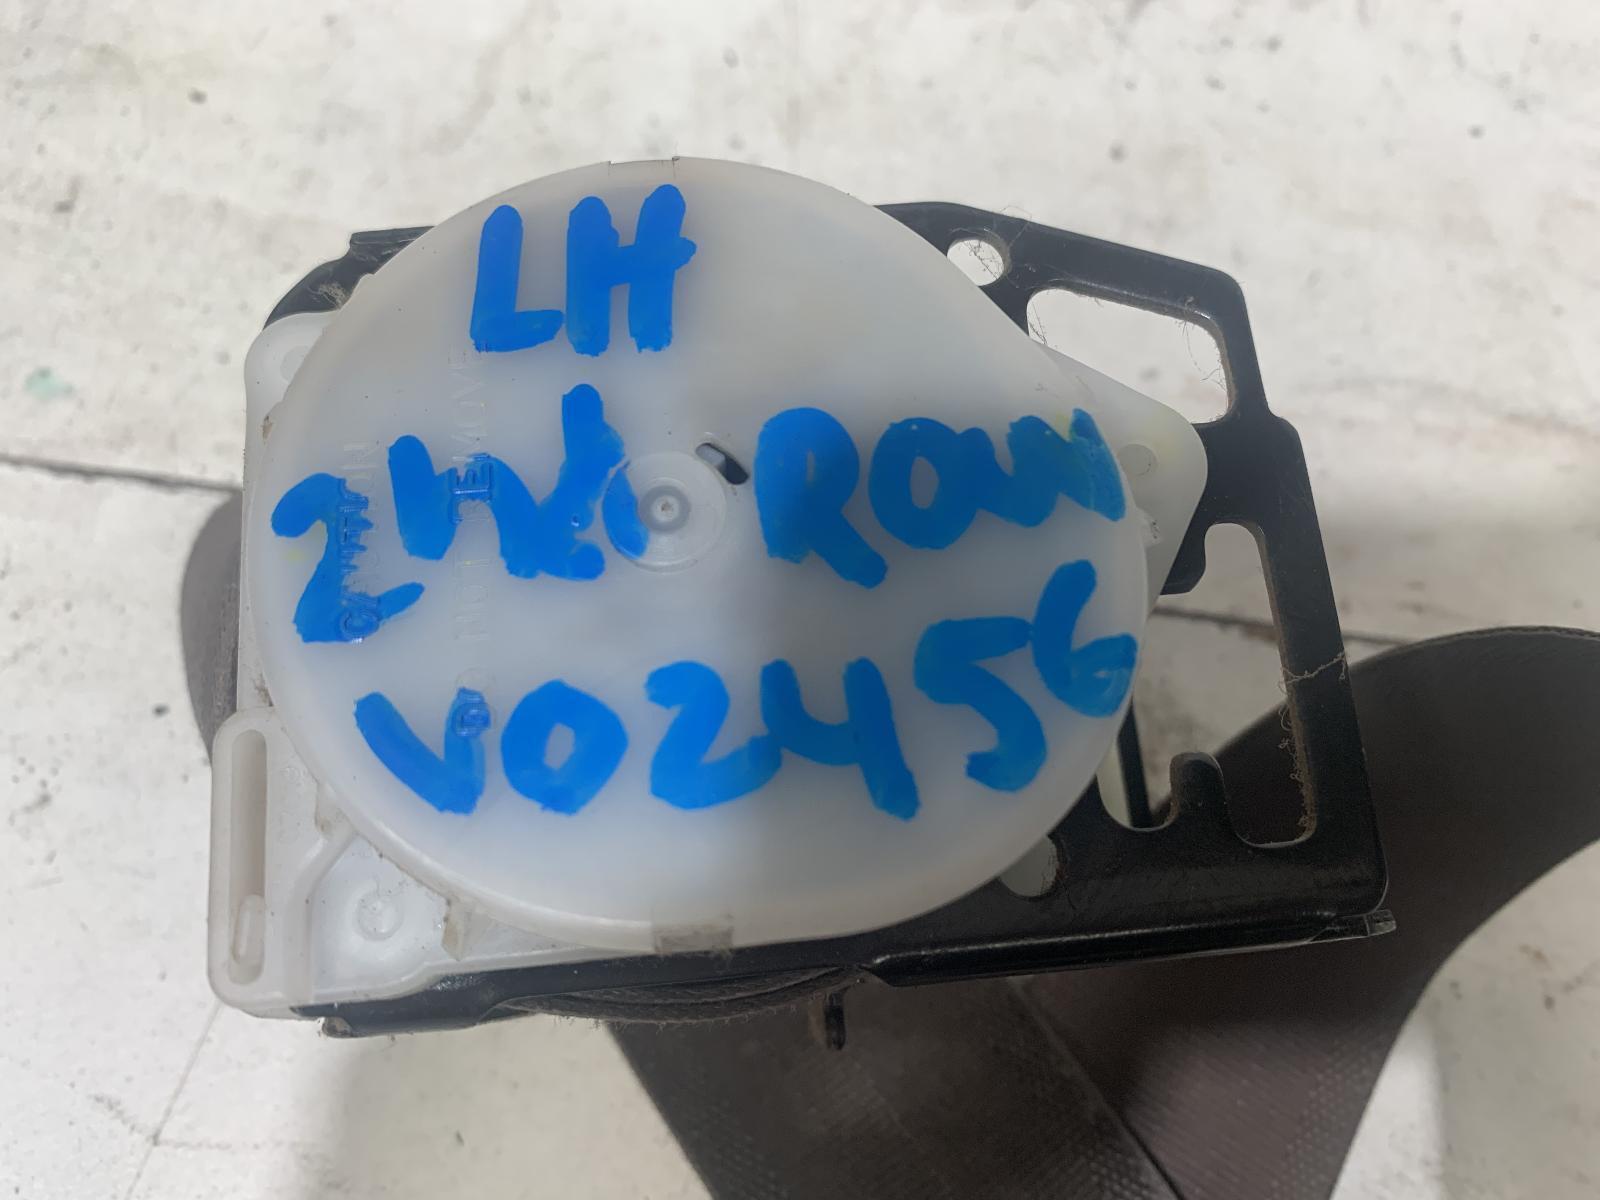 LH
2ND ROW
V02456
CAUTION
DO NOT REMOVE